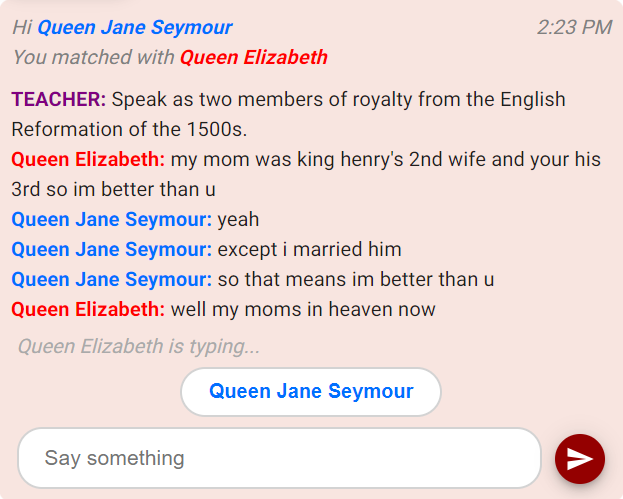 Hi Queen Jane Seymour 2:23 PM
You matched with Queen Elizabeth
TEACHER: Speak as two members of royalty from the English
Reformation of the 1500s.
Queen Elizabeth: my mom was king henry's 2nd wife and your his
3rd so im better than u
Queen Jane Seymour: yeah
Queen Jane Seymour: except i married him
Queen Jane Seymour: so that means im better than u
Queen Elizabeth: well my moms in heaven now
Queen Elizabeth is typing...
Queen Jane Seymour
Say something